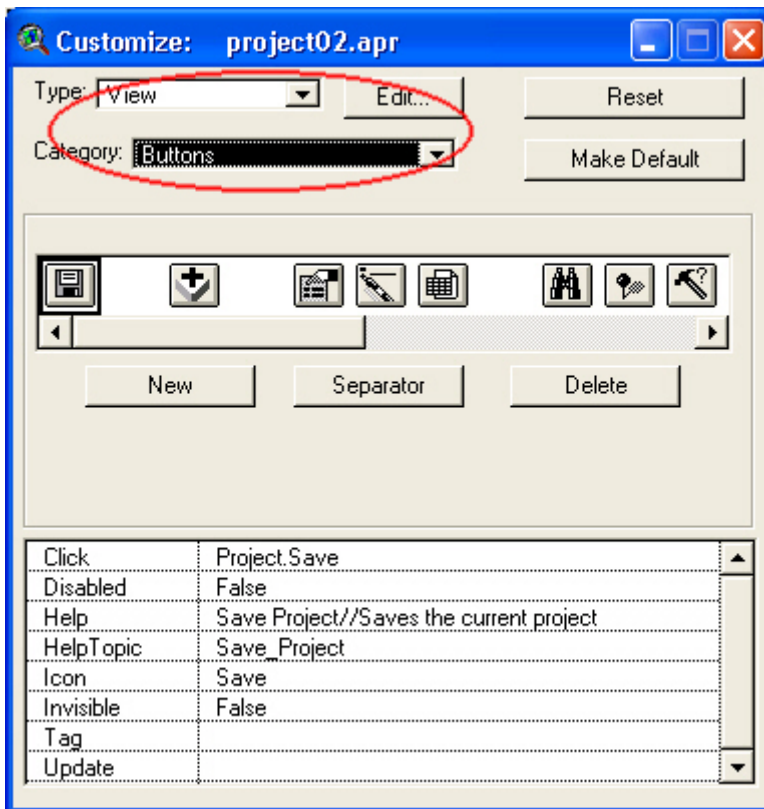 Customize: project02.apr
Type: View Edit... Reset
Category: Buttons Make Default
New Separator Delete
Click Project.Save
Disabled False
Help Save Project//Saves the current project
HelpTopic Save_Project
Icon Save
Invisible False
Tag
Update